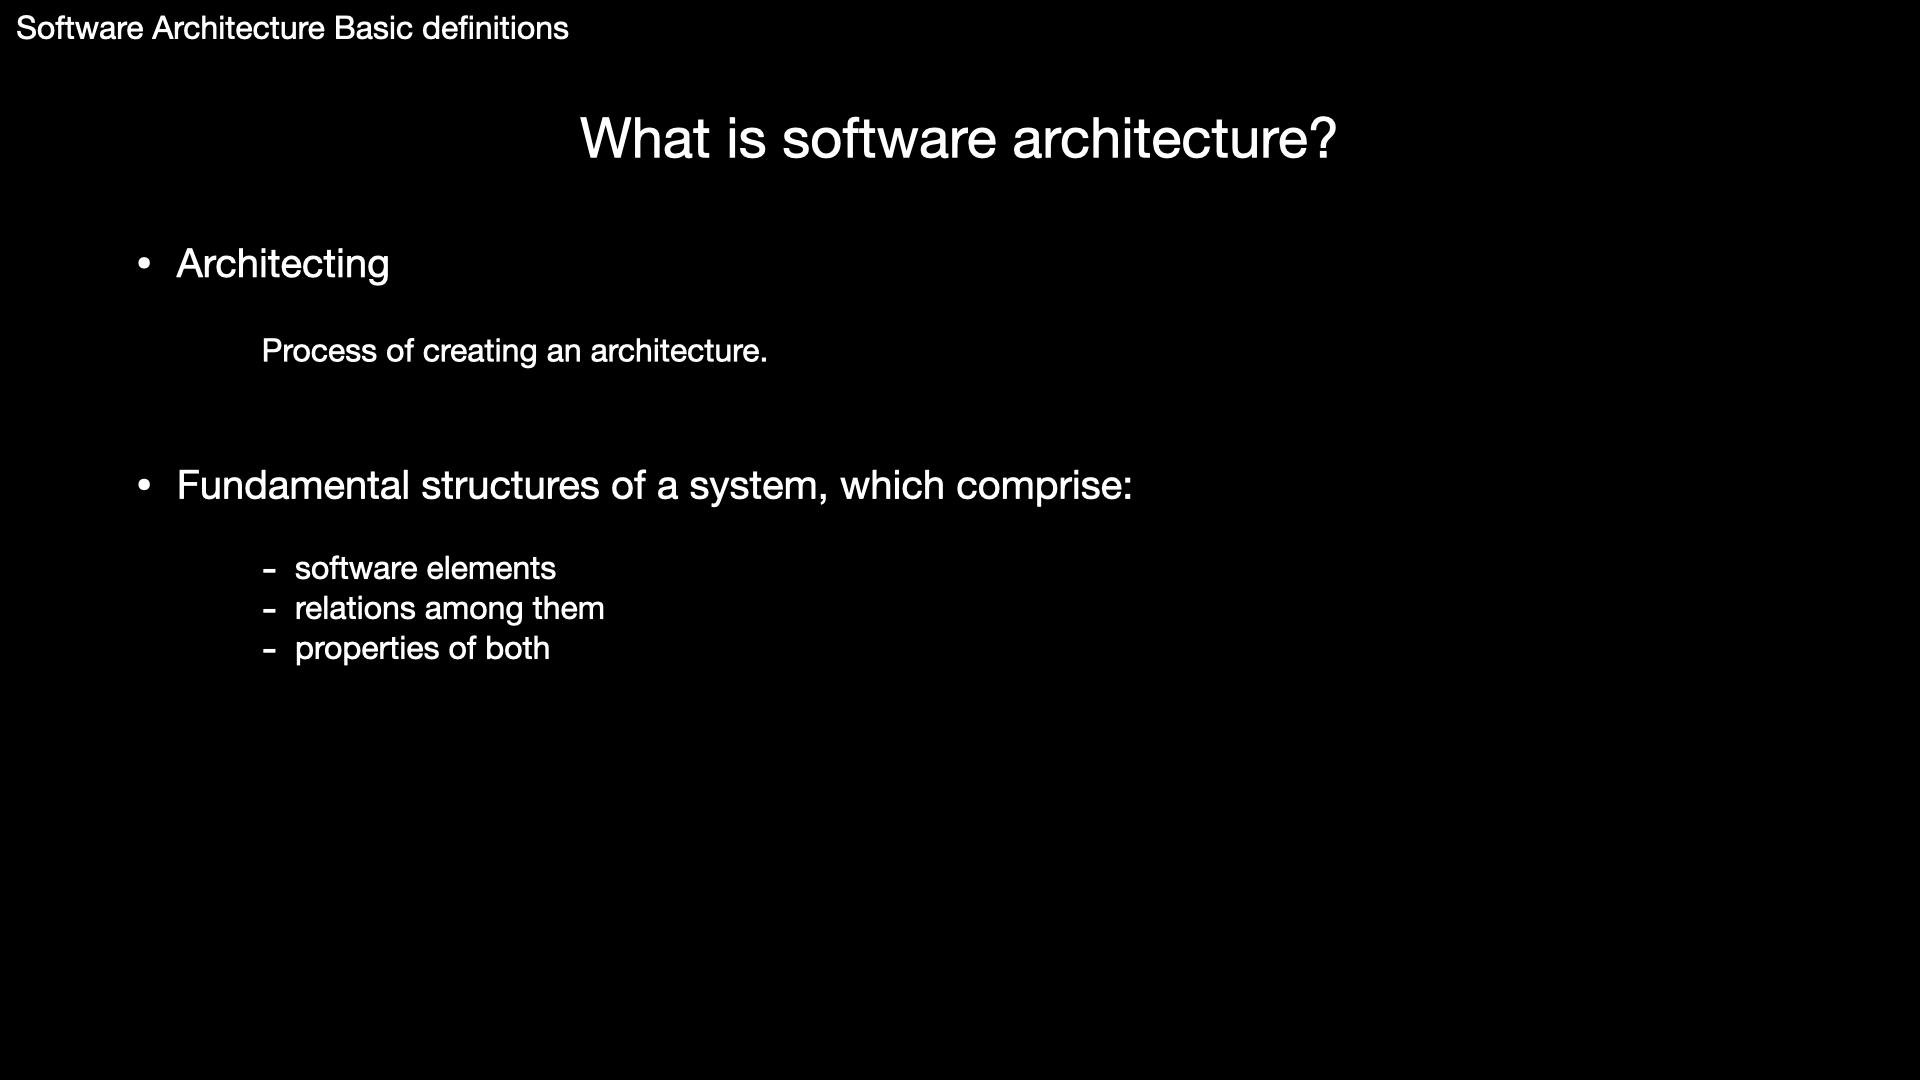 Software Architecture Basic definitions
What is software architecture?
• Architecting
Process of creating an architecture.
• Fundamental structures of a system, which comprise:
- software elements
- relations among them
- properties of both